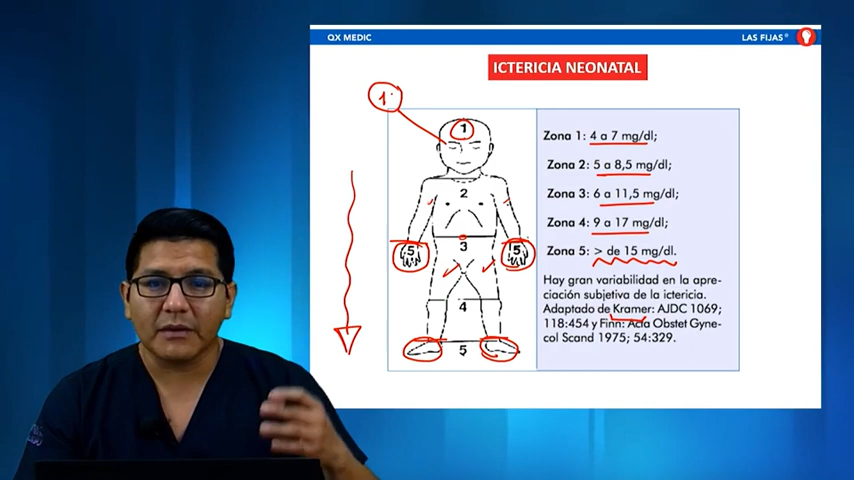 QX MEDIC
LAS FIJAS®
ICTERICIA NEONATAL
1
1
2
3
5
5
4
5
Zona 1: 4 a 7 mg/dl;
Zona 2: 5 a 8,5 mg/dl;
Zona 3: 6 a 11,5 mg/dl;
Zona 4: 9 a 17 mg/dl;
Zona 5: > de 15 mg/dl.
Hay gran variabilidad en la apre-
ciación subjetiva de la ictericia.
Adaptado de Kramer: AJDC 1069;
118:454 y Finn: Acta Obstet Gyne-
col Scand 1975; 54:329.